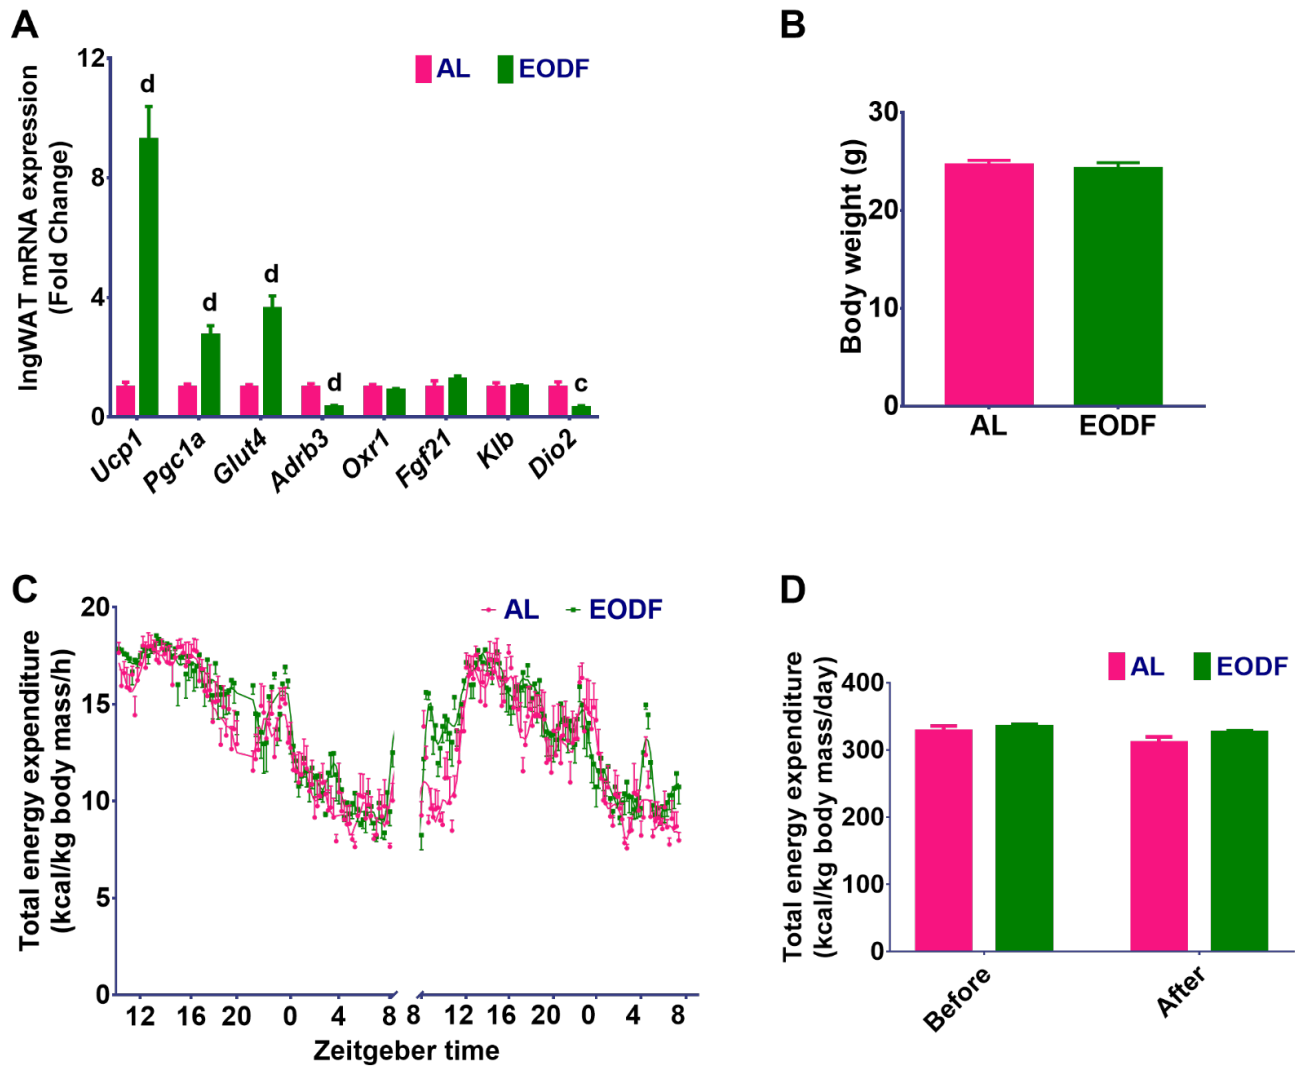 A
IngWAT mRNA expression
(Fold Change)
12
8
4
0
AL
EODF
d
d
d
d
c
Ucp1
Pgc1a
Glut4
Adrb3
Oxr1
Fgf21
Klb
Dio2
B
Body weight (g)
30
20
10
0
AL
EODF
C
Total energy expenditure
(kcal/kg body mass/h)
20
15
10
5
0
AL
EODF
12 16 20 0 4 8 8 12 16 20 0 4 8
Zeitgeber time
D
Total energy expenditure
(kcal/kg body mass/day)
400
300
200
100
0
AL
EODF
Before
After